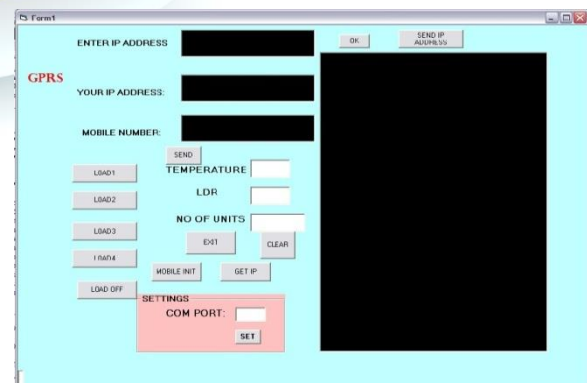 Form1
ENTER IP ADDRESS
OK
SEND IP
ADDRESS
GPRS
YOUR IP ADDRESS:
MOBILE NUMBER:
SEND
LOAD1
TEMPERATURE
LOAD2
LDR
LOAD3
NO OF UNITS
EXIT
CLEAR
LOAD4
MOBILE INIT
GET IP
LOAD OFF
SETTINGS
COM PORT:
SET